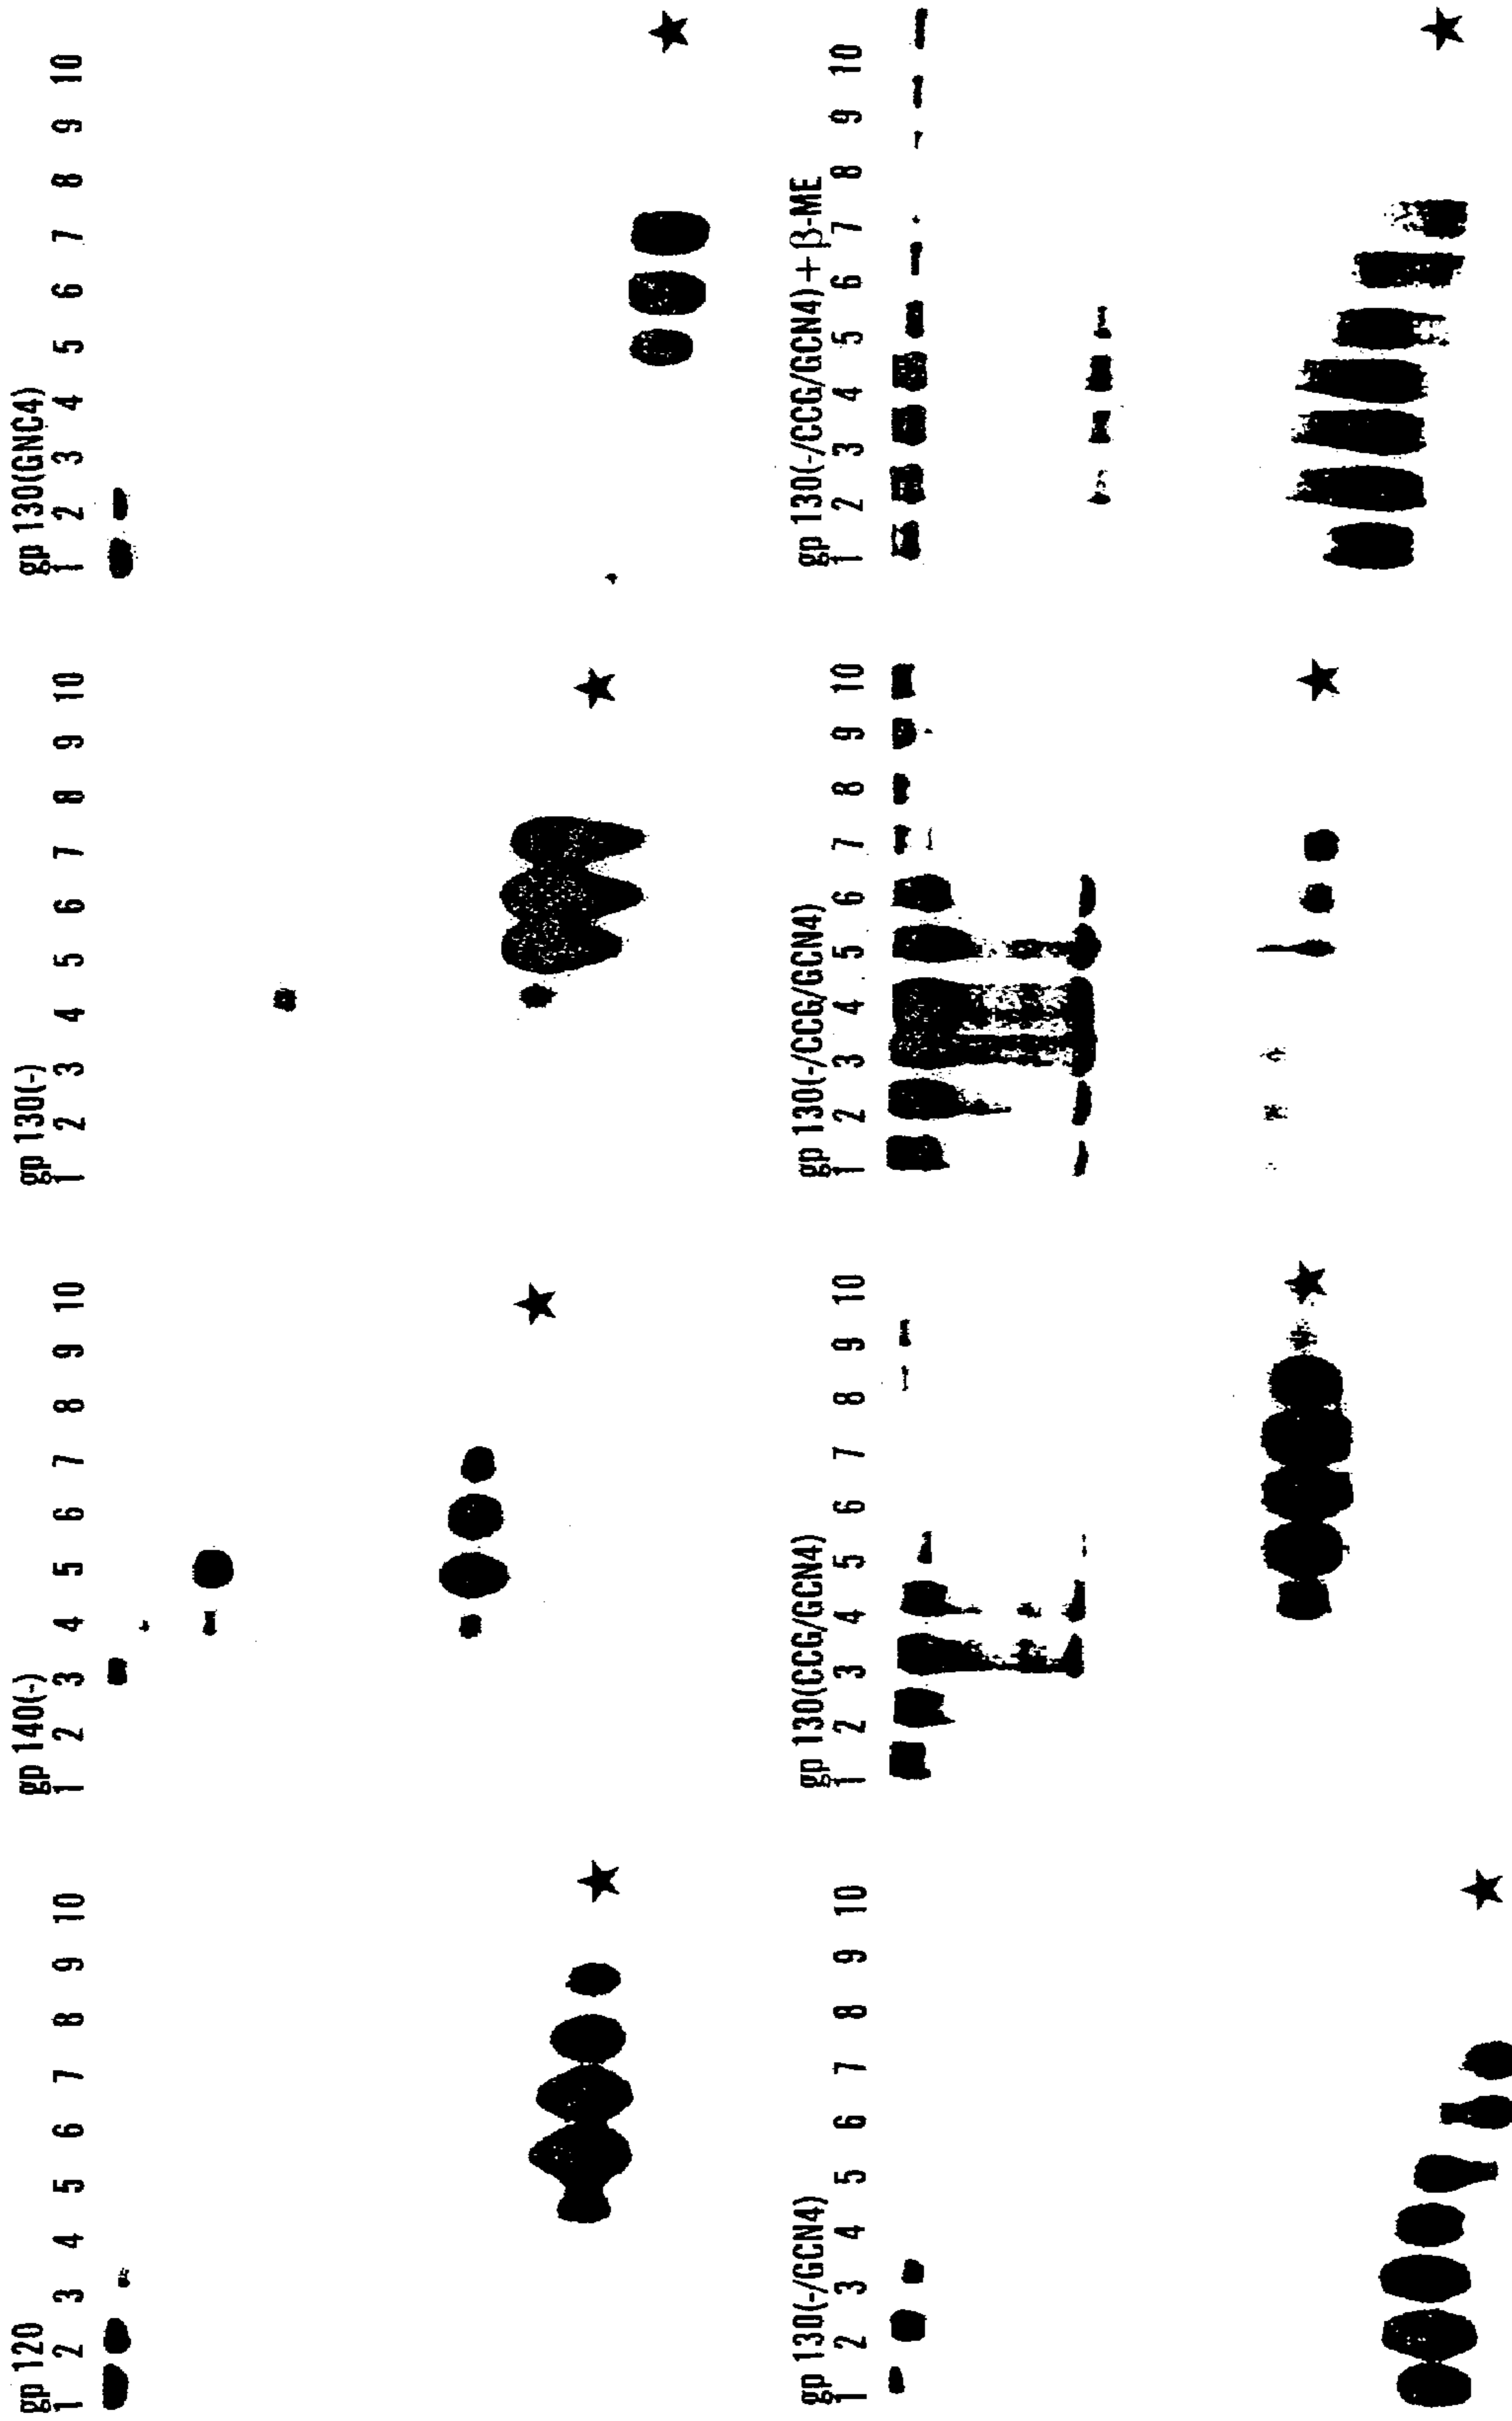 gp 120
1 2 3 4 5 6 7 8 9 10
gp 140(-)
1 2 3 4 5 6 7 8 9 10
gp 130(-)
1 2 3 4 5 6 7 8 9 10
gp 130(GNC4)
1 2 3 4 5 6 7 8 9 10
gp 130(-/GCN4)
1 2 3 4 5 6 7 8 9 10
gp 130(CCG/GCN4)
1 2 3 4 5 6 7 8 9 10
gp 130(-/CCG/GCN4)
1 2 3 4 5 6 7 8 9 10
gp 130(-/CCG/GCN4)+β-ME
1 2 3 4 5 6 7 8 9 10